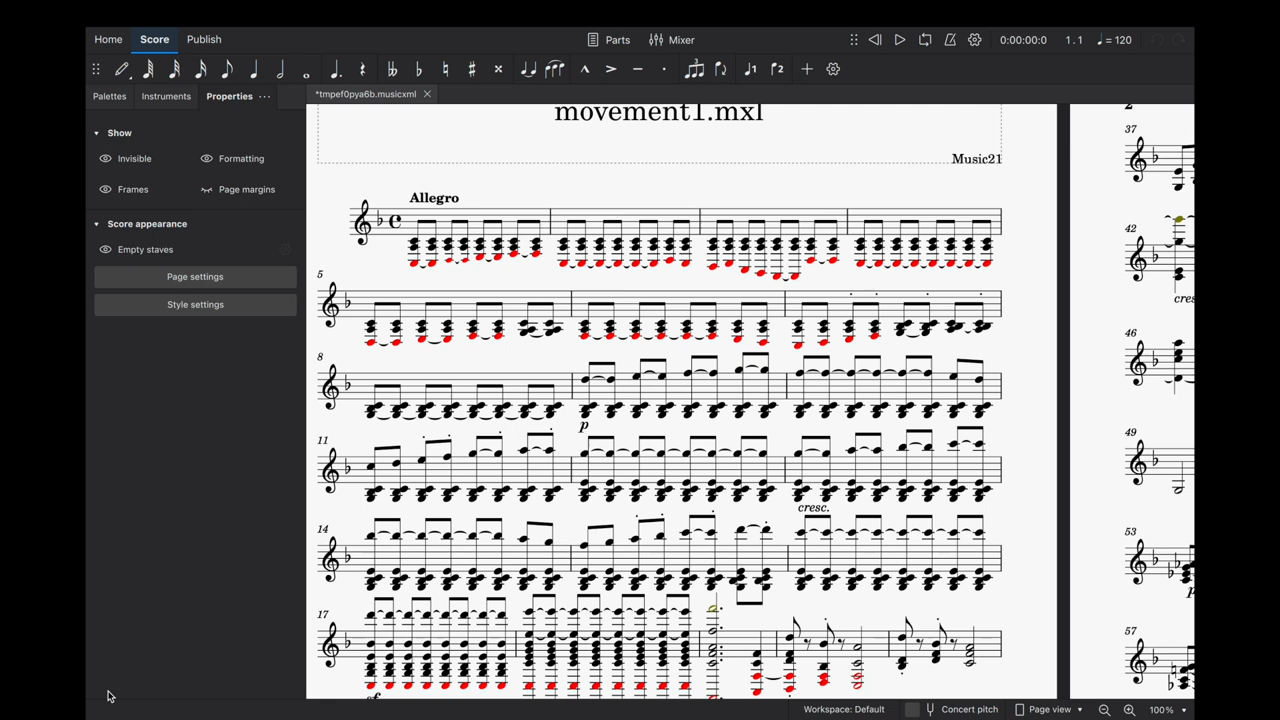 Home Score Publish Parts Mixer 0:00:00:0 1. 1 = 120
Palettes Instruments Properties *tmpef0pya6b.musicxml
Show
Invisible Formatting
Frames Page margins
Score appearance
Empty staves
Page settings
Style settings
movement1.mxl
Music21
Allegro
5
8
p
11
cresc.
14
17
2
37
42
cres
46
49
53
p
57
Workspace: Default Concert pitch Page view 100%